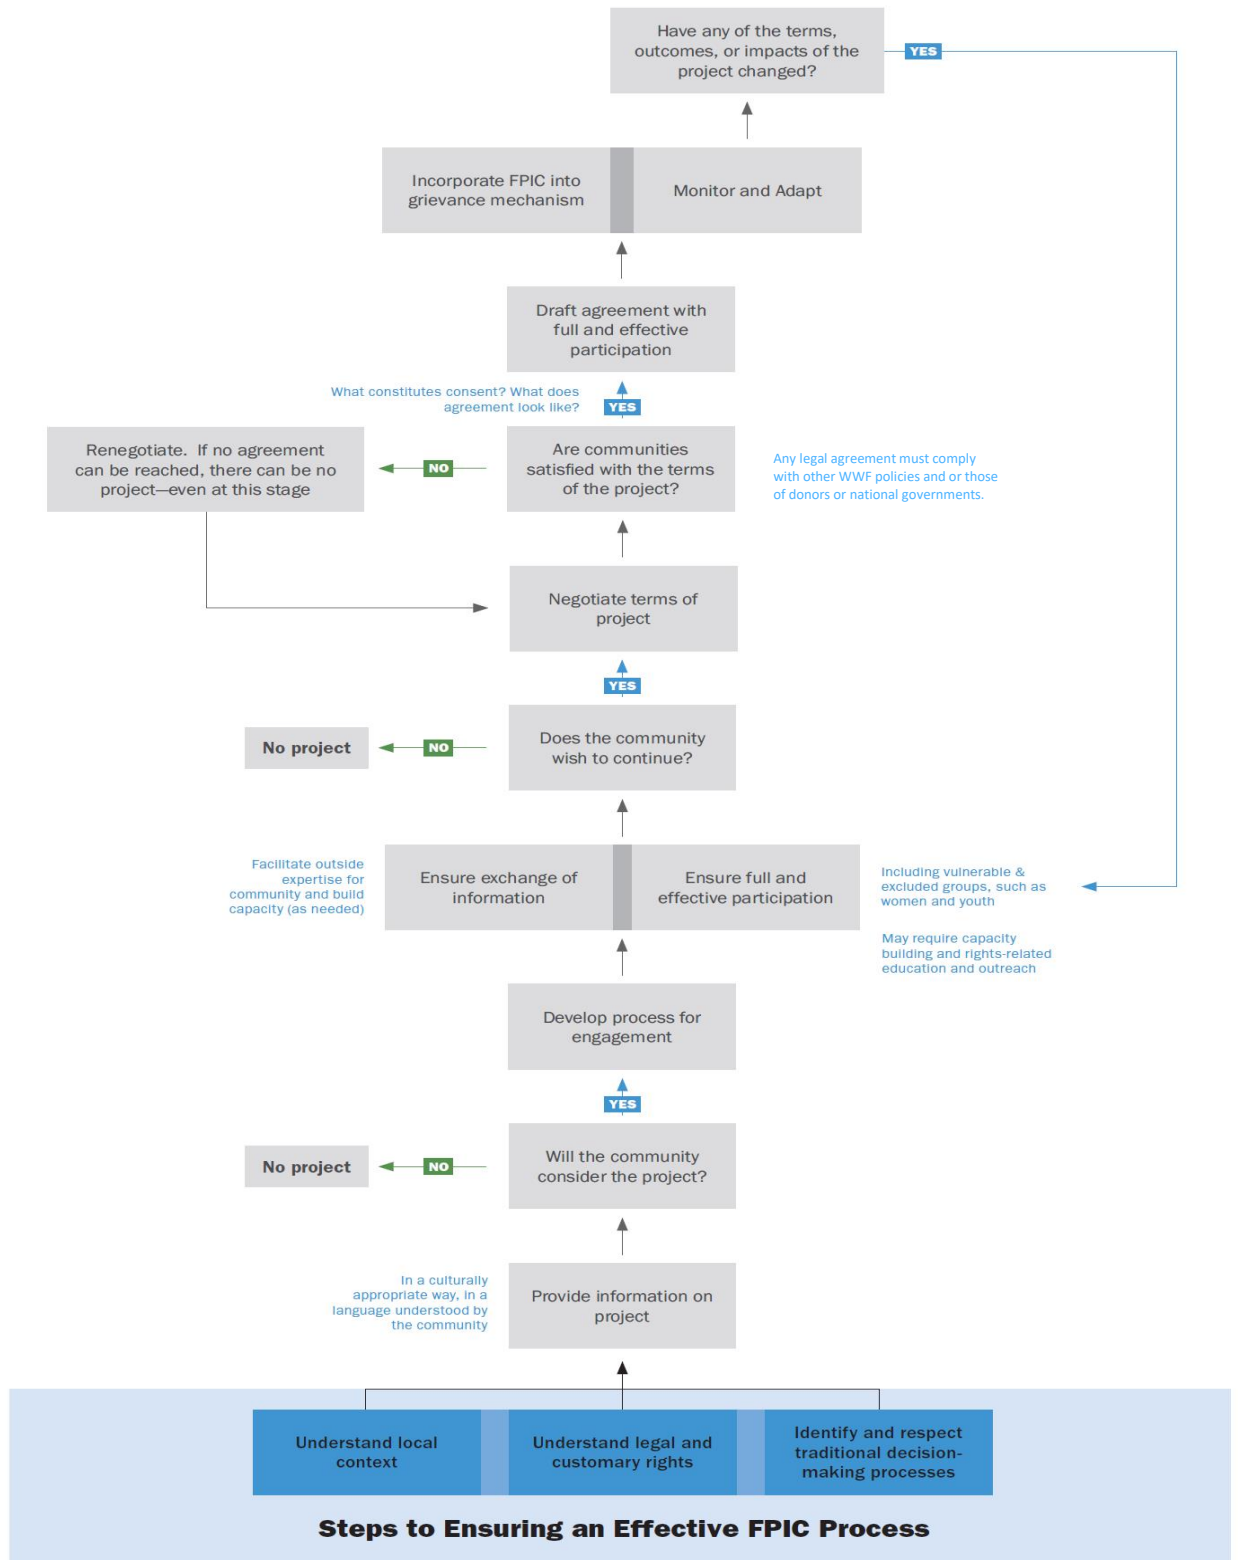 Have any of the terms,
outcomes, or impacts of the
project changed?
YES
Incorporate FPIC into
grievance mechanism
Monitor and Adapt
Draft agreement with
full and effective
participation
What constitutes consent? What does
agreement look like?
YES
Renegotiate.  If no agreement
can be reached, there can be no
project—even at this stage
NO
Are communities
satisfied with the terms
of the project?
Any legal agreement must comply
with other WWF policies and or those
of donors or national governments.
Negotiate terms of
project
YES
No project
NO
Does the community
wish to continue?
Facilitate outside
expertise for
community and build
capacity (as needed)
Ensure exchange of
information
Ensure full and
effective participation
Including vulnerable &
excluded groups, such as
women and youth
May require capacity
building and rights-related
education and outreach
Develop process for
engagement
YES
No project
NO
Will the community
consider the project?
In a culturally
appropriate way, in a
language understood by
the community
Provide information on
project
Understand local
context
Understand legal and
customary rights
Identify and respect
traditional decision-
making processes
Steps to Ensuring an Effective FPIC Process